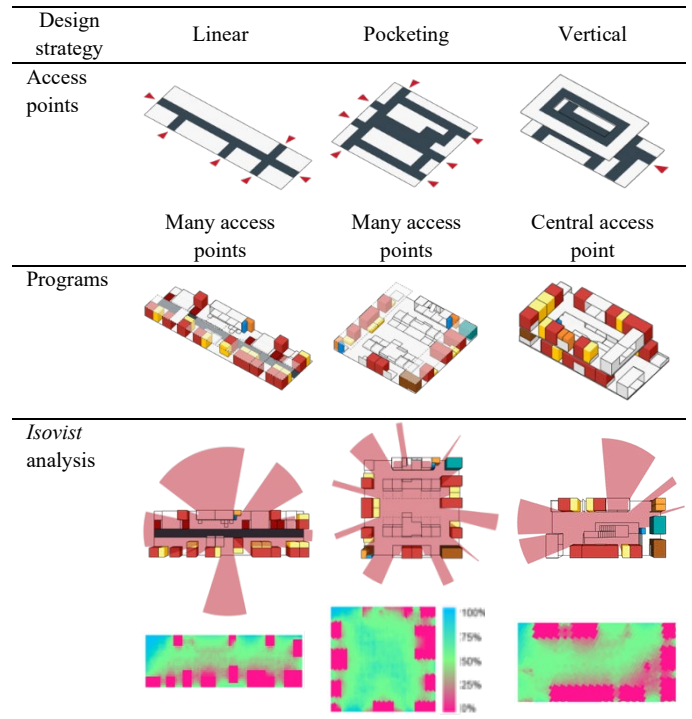 Design
strategy
Linear
Pocketing
Vertical
Access
points
Many access
points
Many access
points
Central access
point
Programs
Isovist
analysis
100%
75%
50%
25%
0%